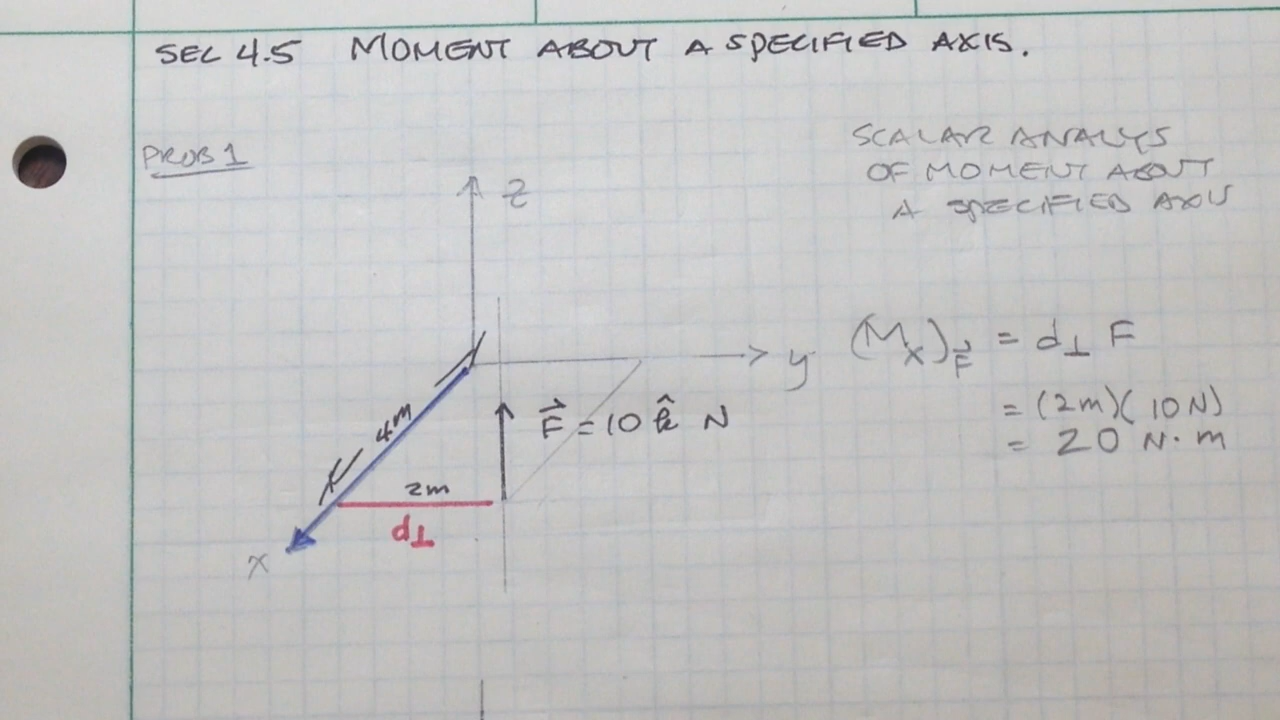 SEC 4.5 MOMENT ABOUT A SPECIFIED AXIS.
PROB 1
SCALAR ANALYS
OF MOMENT ABOUT
A SPECIFIED AXIS
z
y
(Mx)F⃗ = d⊥ F
= (2m)(10N)
= 20 N·m
4m
F⃗ = 10 k̂ N
2m
d⊥
x